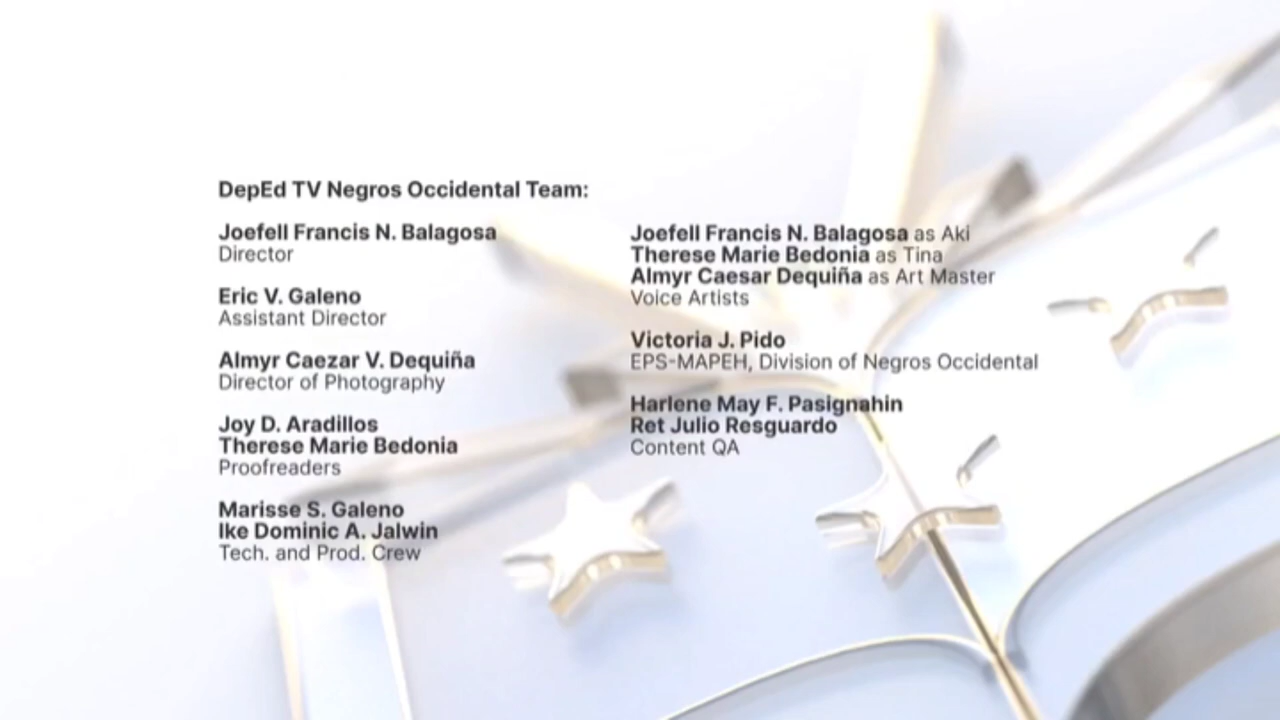 DepEd TV Negros Occidental Team:
Joefell Francis N. Balagosa
Director
Eric V. Galeno
Assistant Director
Almyr Caezar V. Dequiña
Director of Photography
Joy D. Aradillos
Therese Marie Bedonia
Proofreaders
Marisse S. Galeno
Ike Dominic A. Jalwin
Tech. and Prod. Crew
Joefell Francis N. Balagosa as Aki
Therese Marie Bedonia as Tina
Almyr Caesar Dequiña as Art Master
Voice Artists
Victoria J. Pido
EPS-MAPEH, Division of Negros Occidental
Harlene May F. Pasignahin
Ret Julio Resguardo
Content QA